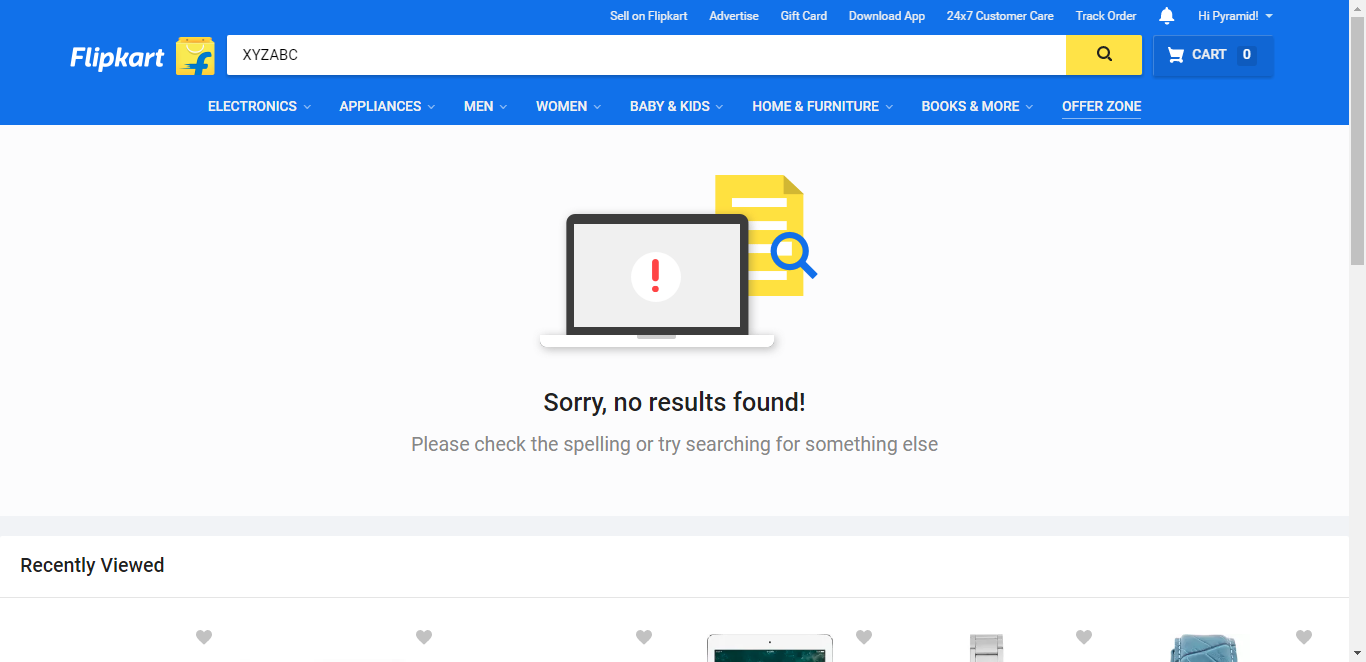 Sell on Flipkart Advertise Gift Card Download App 24x7 Customer Care Track Order Hi Pyramid!
Flipkart XYZABC CART 0
ELECTRONICS APPLIANCES MEN WOMEN BABY & KIDS HOME & FURNITURE BOOKS & MORE OFFER ZONE
Sorry, no results found!
Please check the spelling or try searching for something else
Recently Viewed